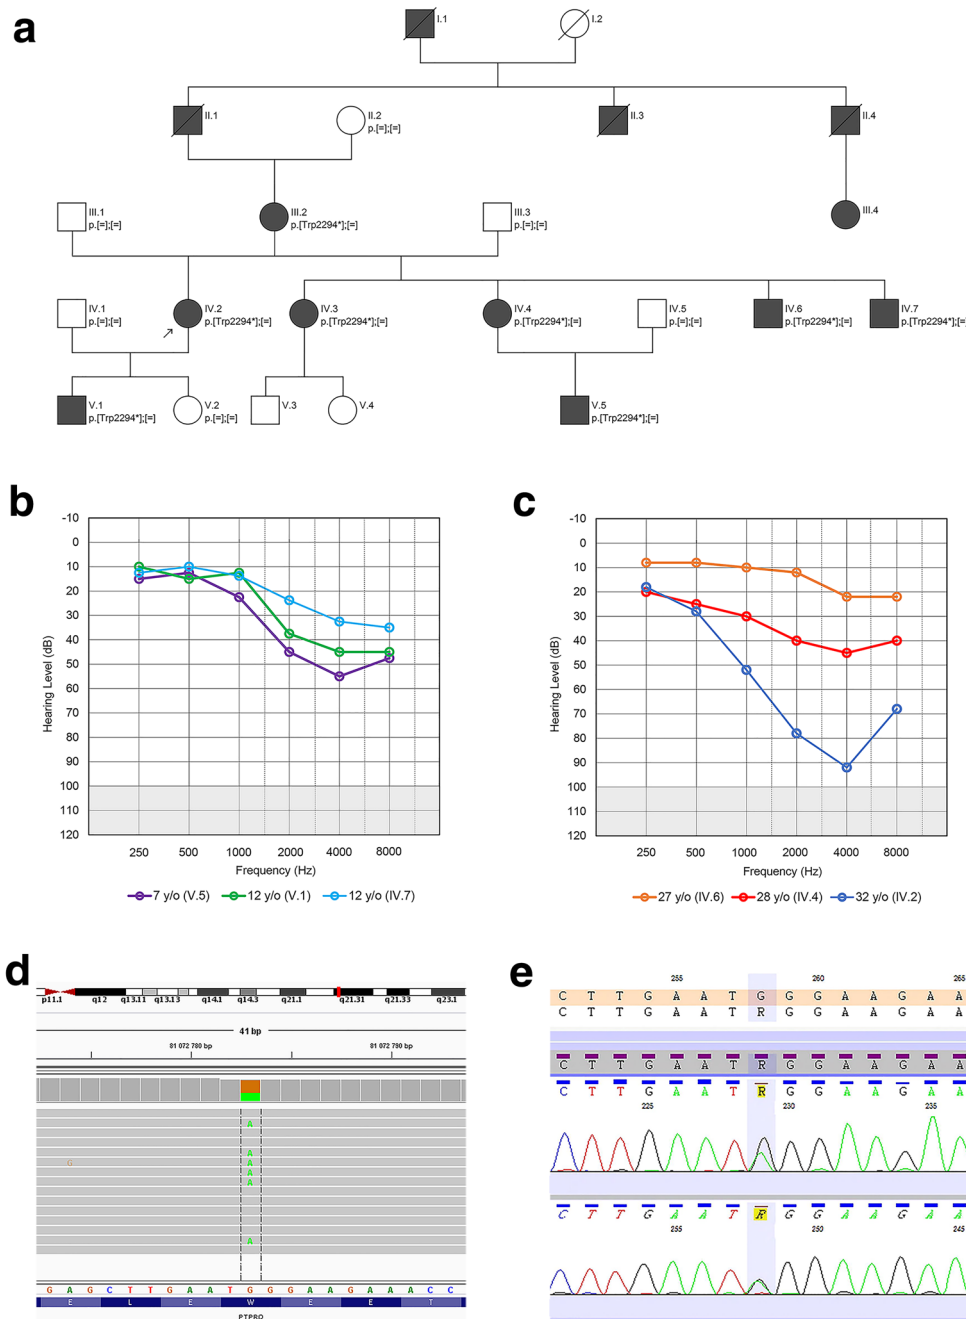 a
I.1
I.2
II.1
II.2
p.[=];[=]
II.3
II.4
III.1
p.[=];[=]
III.2
p.[Trp2294*];[=]
III.3
p.[=];[=]
III.4
IV.1
p.[=];[=]
IV.2
p.[Trp2294*];[=]
IV.3
p.[Trp2294*];[=]
IV.4
p.[Trp2294*];[=]
IV.5
p.[=];[=]
IV.6
p.[Trp2294*];[=]
IV.7
p.[Trp2294*];[=
V.1
p.[Trp2294*];[=]
V.2
p.[=];[=]
V.3
V.4
V.5
p.[Trp2294*];[=]
b
-10
0
10
20
30
40
50
60
70
80
90
100
110
120
Hearing Level (dB)
250 500 1000 2000 4000 8000
Frequency (Hz)
7 y/o (V.5) 12 y/o (V.1) 12 y/o (IV.7)
c
-10
0
10
20
30
40
50
60
70
80
90
100
110
120
Hearing Level (dB)
250 500 1000 2000 4000 8000
Frequency (Hz)
27 y/o (IV.6) 28 y/o (IV.4) 32 y/o (IV.2)
d
p11.1 q12 q13.11 q13.13 q14.1 q14.3 q21.1 q21.31 q21.33 q23.1
41 bp
81 072 780 bp 81 072 790 bp
A
A
G A
A
A
A
G A G C T T G A A T G G G A A G A A A C C
E L E W E E T
PTPRQ
e
255 260 265
C T T G A A T G G G A A G A A
C T T G A A T R G G A A G A A
C T T G A A T R G G A A G A A
C T T G A A T R G G A A G A A
225 230 235
C T T G A A T R G G A A G A A
255 250 245